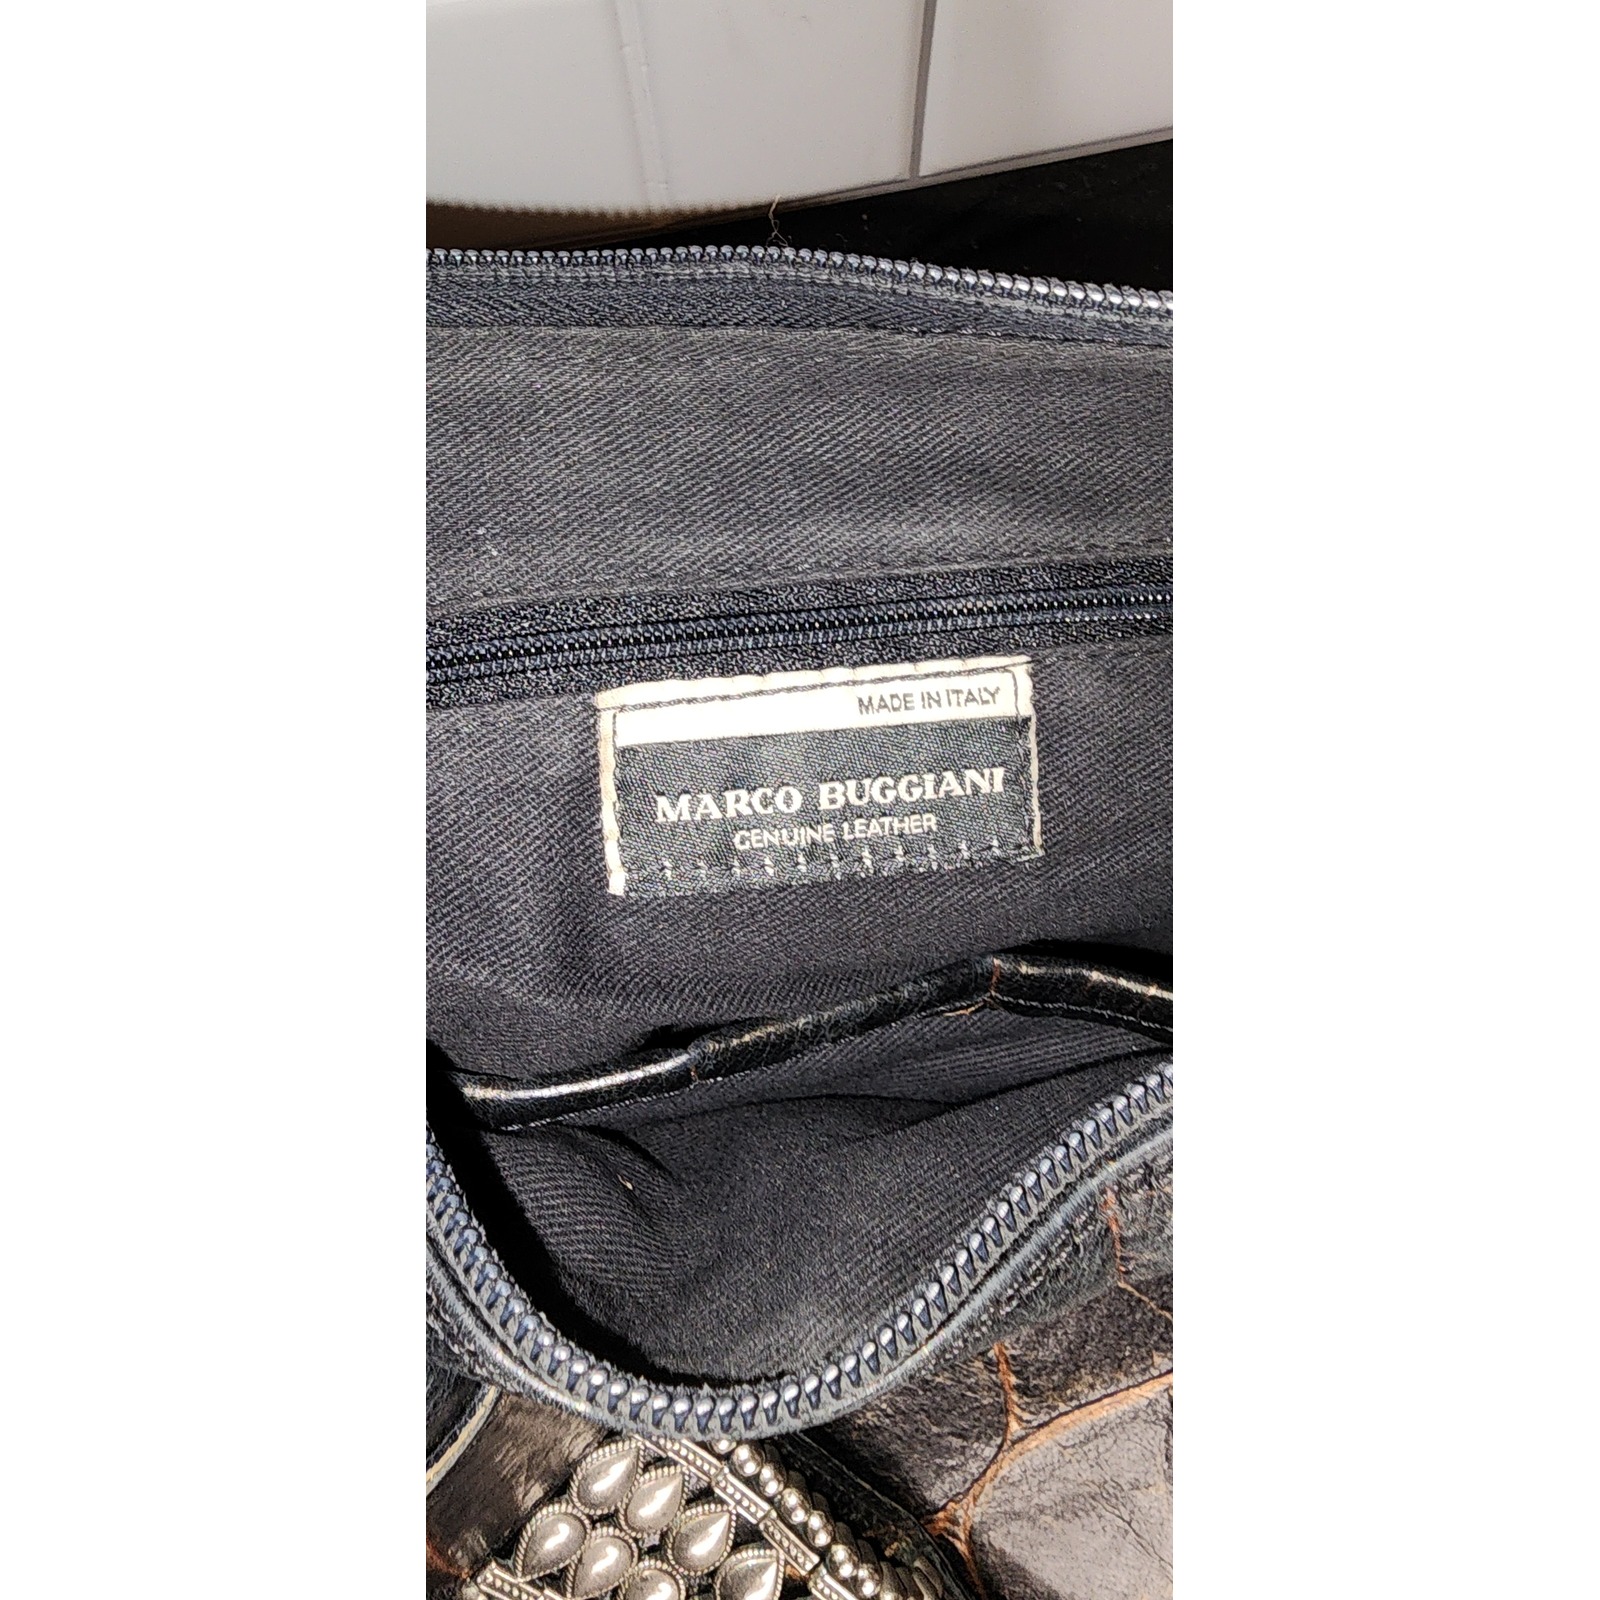 MADE IN ITALY
MARCO BUGGIANI
GENUINE LEATHER